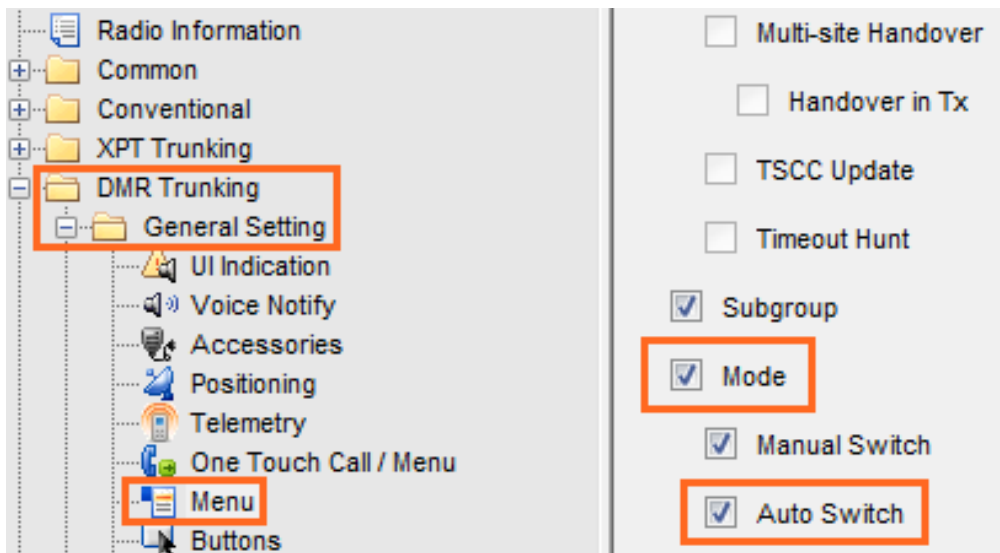 Radio Information
Common
Conventional
XPT Trunking
DMR Trunking
General Setting
UI Indication
Voice Notify
Accessories
Positioning
Telemetry
One Touch Call / Menu
Menu
Buttons
Multi-site Handover
Handover in Tx
TSCC Update
Timeout Hunt
Subgroup
Mode
Manual Switch
Auto Switch